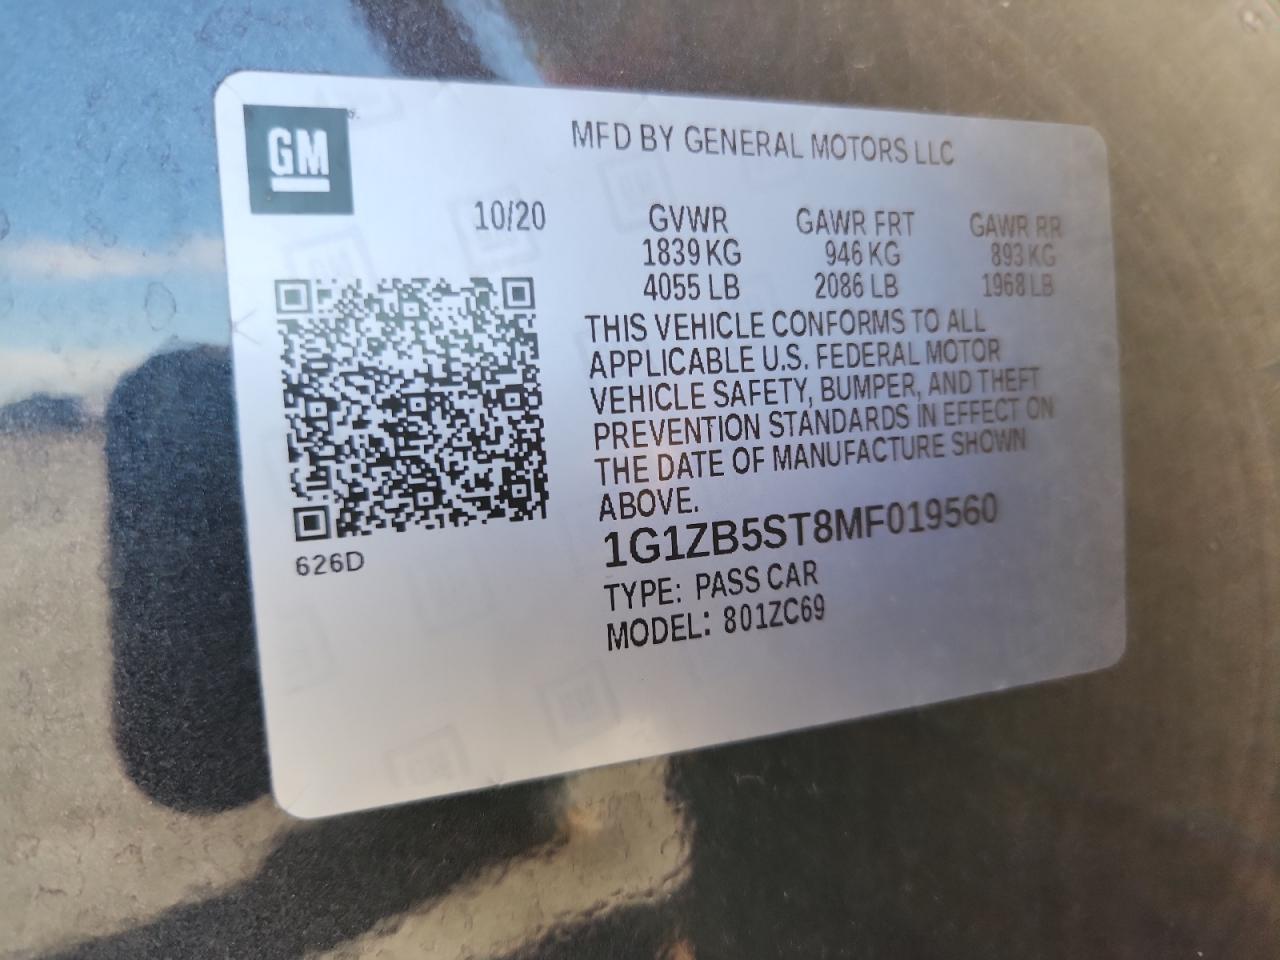 GM
MFD BY GENERAL MOTORS LLC
10/20 GVWR GAWR FRT GAWR RR
1839 KG 946 KG 893 KG
4055 LB 2086 LB 1968 LB
THIS VEHICLE CONFORMS TO ALL
APPLICABLE U.S. FEDERAL MOTOR
VEHICLE SAFETY, BUMPER, AND THEFT
PREVENTION STANDARDS IN EFFECT ON
THE DATE OF MANUFACTURE SHOWN
ABOVE.
1G1ZB5ST8MF019560
626D
TYPE: PASS CAR
MODEL: 801ZC69